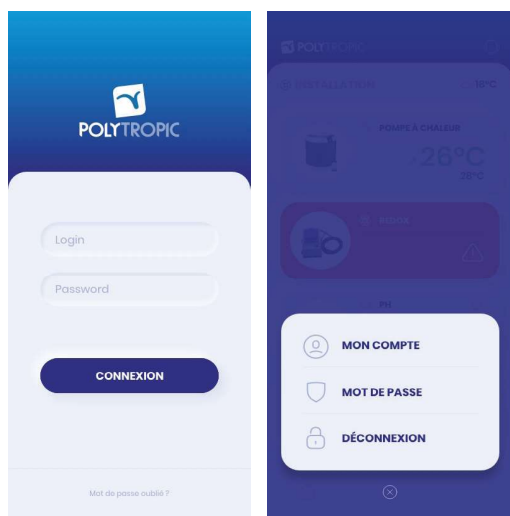 POLYTROPIC
Login
Password
CONNEXION
Mot de passe oublié ?
POLYTROPIC
INSTALLATION
10°C
POMPE À CHALEUR
26°C
REDOX
PH
MON COMPTE
MOT DE PASSE
DÉCONNEXION